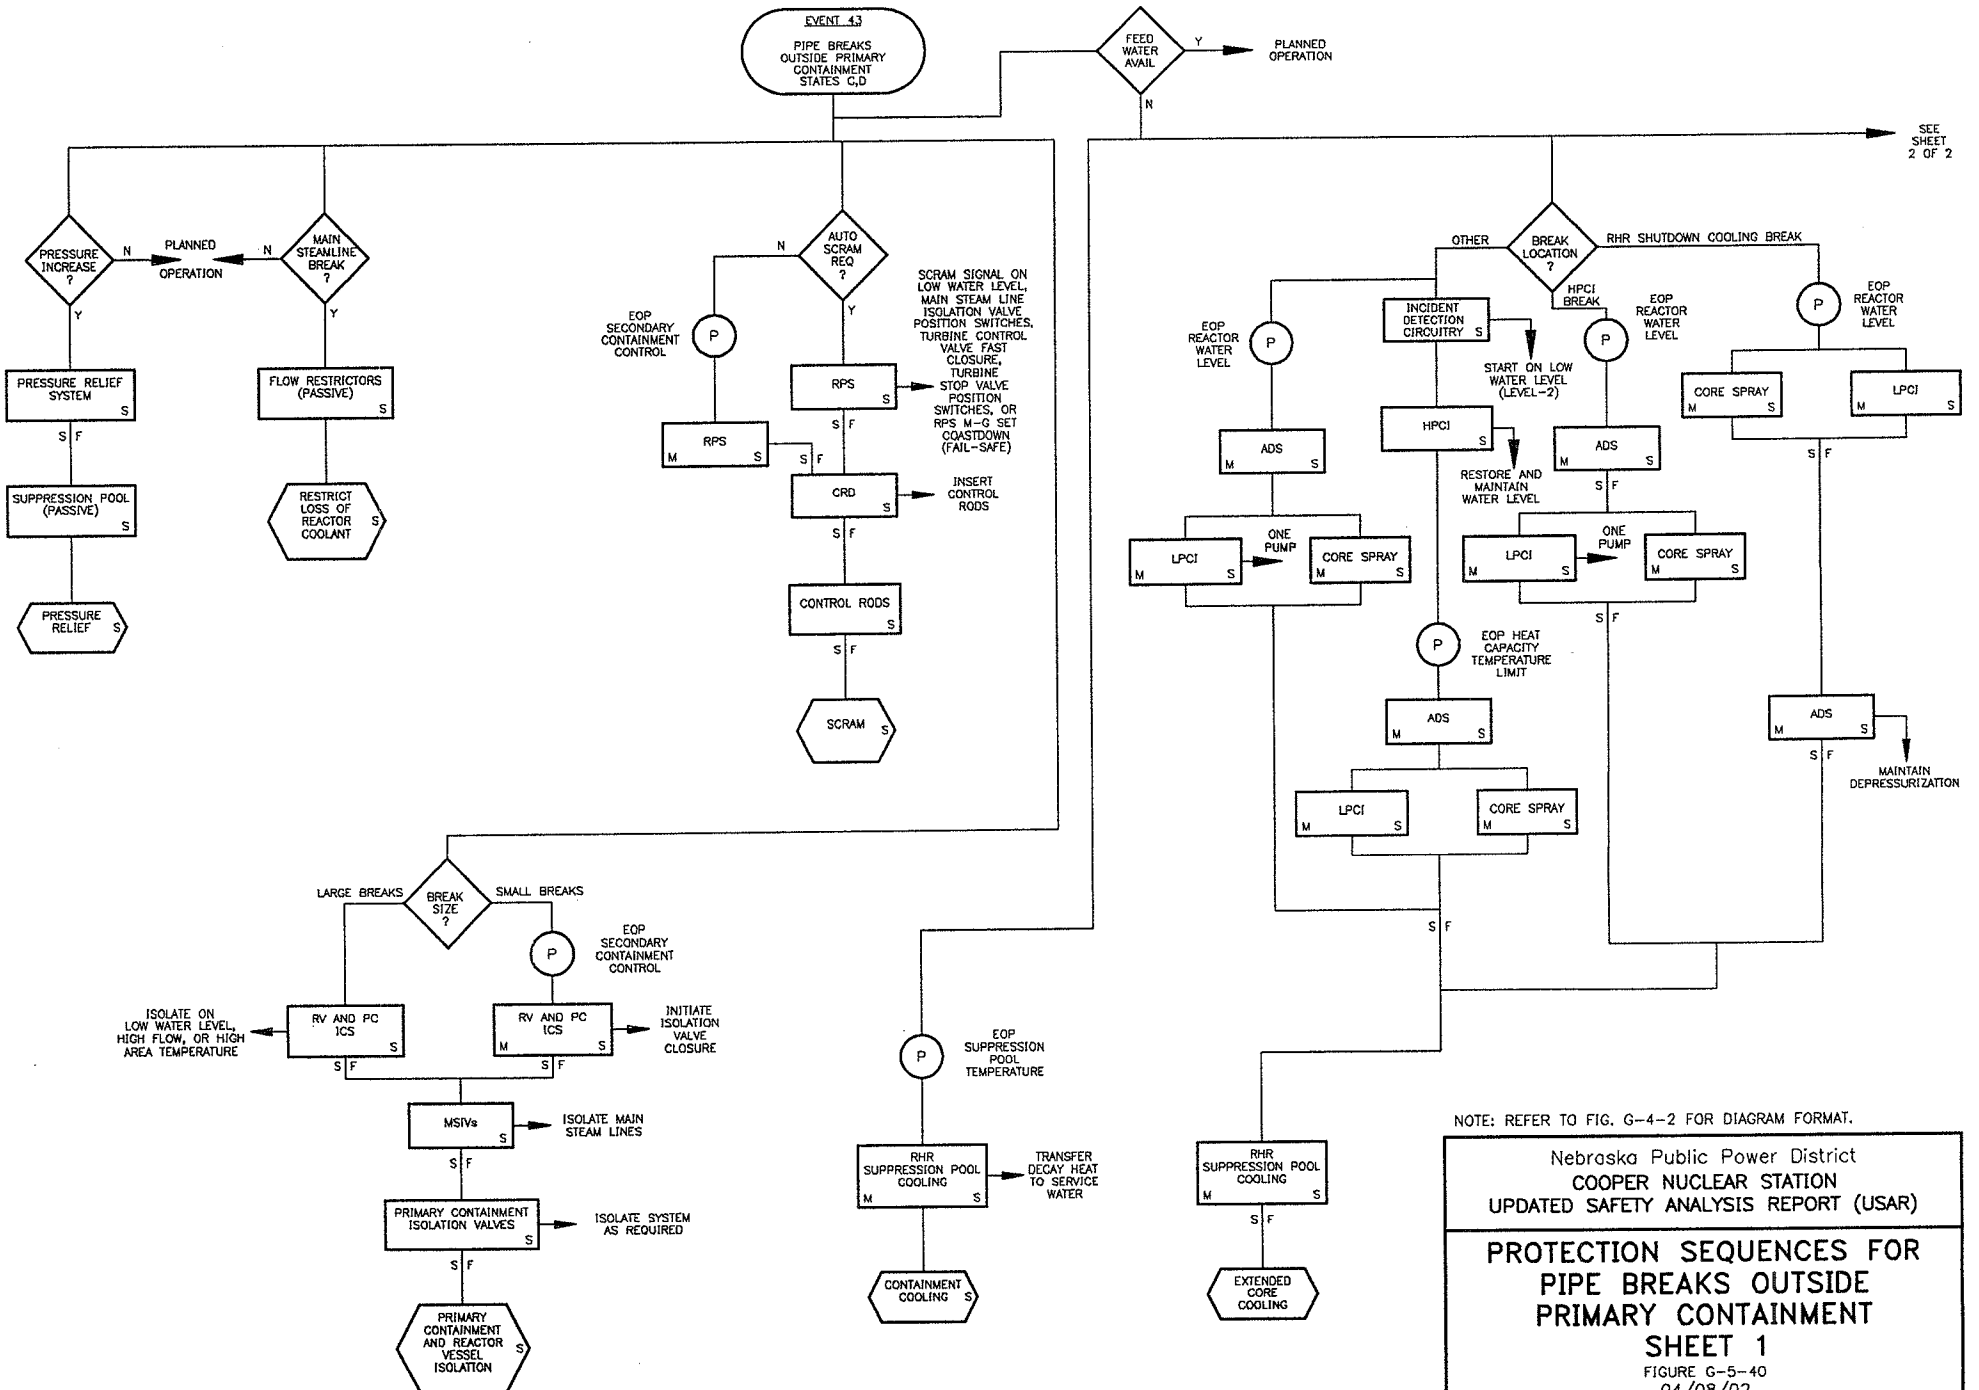 EVENT 43
PIPE BREAKS
OUTSIDE PRIMARY
CONTAINMENT
STATES C,D
FEED
WATER
AVAIL
Y
PLANNED
OPERATION
N
SEE
SHEET
2 OF 2
PRESSURE
INCREASE
?
N
PLANNED
OPERATION
N
MAIN
STEAMLINE
BREAK
?
Y
Y
PRESSURE RELIEF
SYSTEM
S
S F
SUPPRESSION POOL
(PASSIVE)
S
PRESSURE
RELIEF
S
FLOW RESTRICTORS
(PASSIVE)
S
RESTRICT
LOSS OF
REACTOR
COOLANT
S
N
AUTO
SCRAM
REQ
?
Y
EOP
SECONDARY
CONTAINMENT
CONTROL
P
RPS
M S
S F
RPS
S
S F
SCRAM SIGNAL ON
LOW WATER LEVEL,
MAIN STEAM LINE
ISOLATION VALVE
POSITION SWITCHES,
TURBINE CONTROL
VALVE FAST
CLOSURE,
TURBINE
STOP VALVE
POSITION
SWITCHES, OR
RPS M-G SET
COASTDOWN
(FAIL-SAFE)
CRD
S
INSERT
CONTROL
RODS
S F
CONTROL RODS
S
S F
SCRAM
S
OTHER
BREAK
LOCATION
?
RHR SHUTDOWN COOLING BREAK
HPCI
BREAK
EOP
REACTOR
WATER
LEVEL
P
ADS
M S
LPCI
M S
ONE
PUMP
CORE SPRAY
M S
INCIDENT
DETECTION
CIRCUITRY
S
START ON LOW
WATER LEVEL
(LEVEL-2)
HPCI
S
RESTORE AND
MAINTAIN
WATER LEVEL
P
EOP HEAT
CAPACITY
TEMPERATURE
LIMIT
ADS
M S
LPCI
M S
CORE SPRAY
M S
S F
P
EOP
REACTOR
WATER
LEVEL
ADS
M S
S F
LPCI
M S
ONE
PUMP
CORE SPRAY
M S
S F
P
EOP
REACTOR
WATER
LEVEL
CORE SPRAY
M S
LPCI
M S
S F
ADS
M S
S F
MAINTAIN
DEPRESSURIZATION
LARGE BREAKS
BREAK
SIZE
?
SMALL BREAKS
P
EOP
SECONDARY
CONTAINMENT
CONTROL
ISOLATE ON
LOW WATER LEVEL,
HIGH FLOW, OR HIGH
AREA TEMPERATURE
RV AND PC
ICS
S
S F
RV AND PC
ICS
M S
S F
INITIATE
ISOLATION
VALVE
CLOSURE
MSIVs
S
ISOLATE MAIN
STEAM LINES
S F
PRIMARY CONTAINMENT
ISOLATION VALVES
S
ISOLATE SYSTEM
AS REQUIRED
S F
PRIMARY
CONTAINMENT
AND REACTOR
VESSEL
ISOLATION
S
P
EOP
SUPPRESSION
POOL
TEMPERATURE
RHR
SUPPRESSION POOL
COOLING
M S
TRANSFER
DECAY HEAT
TO SERVICE
WATER
CONTAINMENT
COOLING
S
RHR
SUPPRESSION POOL
COOLING
M S
S F
EXTENDED
CORE
COOLING
NOTE: REFER TO FIG. G-4-2 FOR DIAGRAM FORMAT.
Nebraska Public Power District
COOPER NUCLEAR STATION
UPDATED SAFETY ANALYSIS REPORT (USAR)
PROTECTION SEQUENCES FOR
PIPE BREAKS OUTSIDE
PRIMARY CONTAINMENT
SHEET 1
FIGURE G-5-40
04/08/02